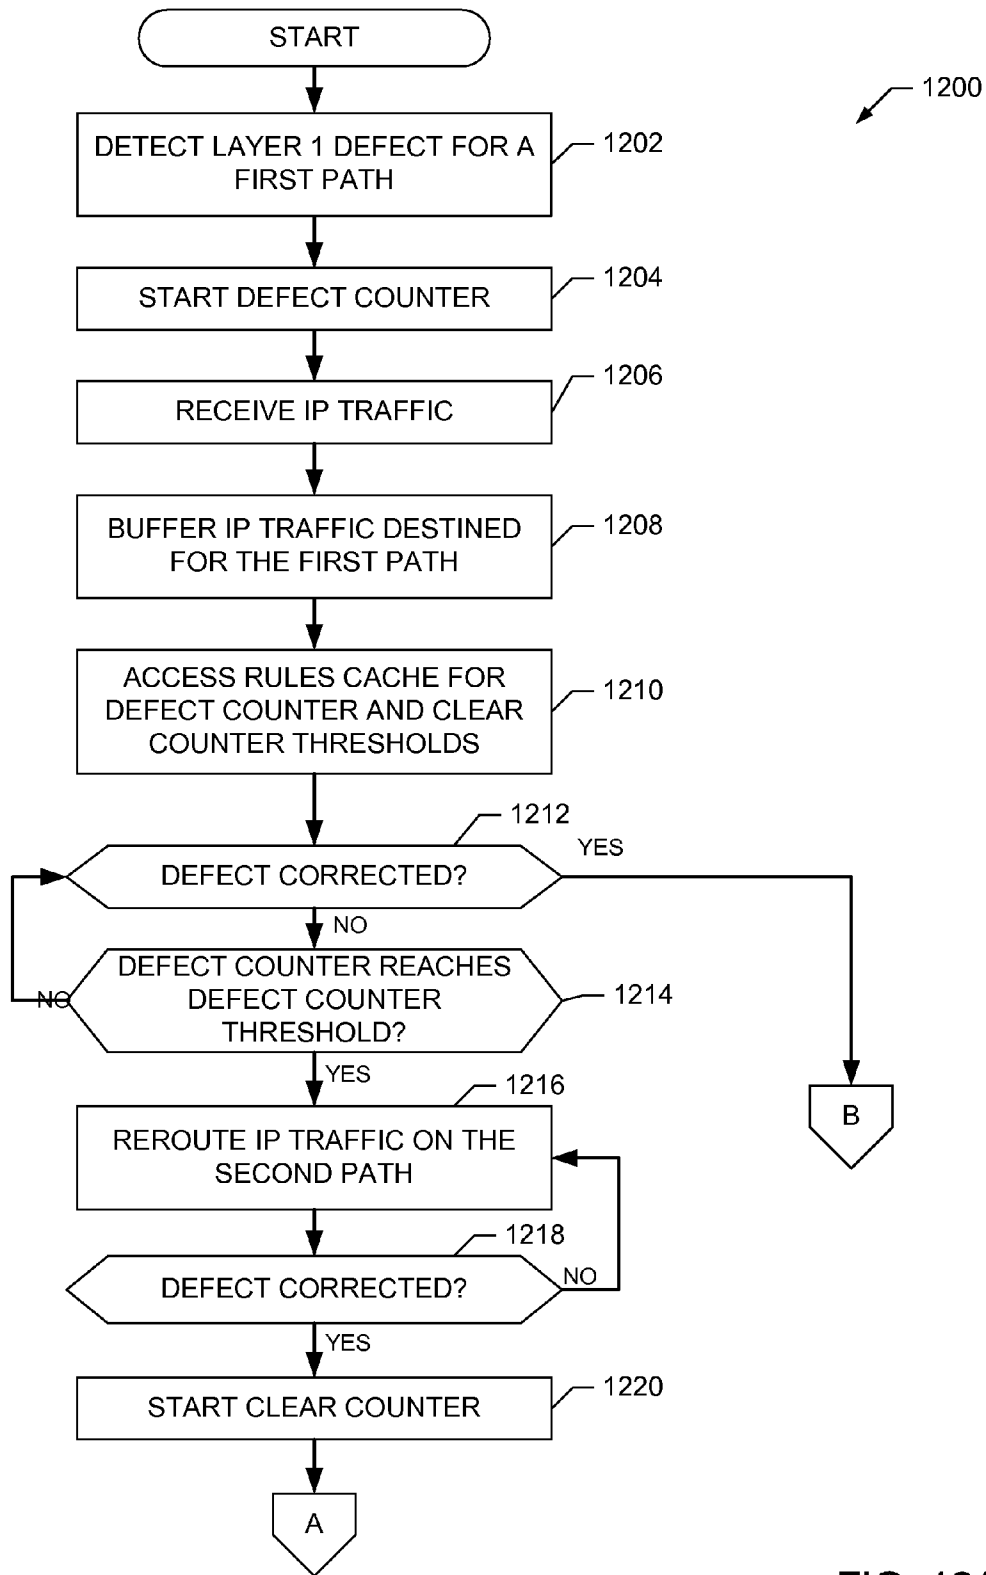 START
1200
DETECT LAYER 1 DEFECT FOR A
FIRST PATH
1202
START DEFECT COUNTER
1204
RECEIVE IP TRAFFIC
1206
BUFFER IP TRAFFIC DESTINED
FOR THE FIRST PATH
1208
ACCESS RULES CACHE FOR
DEFECT COUNTER AND CLEAR
COUNTER THRESHOLDS
1210
1212
DEFECT CORRECTED?
YES
NO
DEFECT COUNTER REACHES
DEFECT COUNTER
THRESHOLD?
1214
NO
YES
1216
REROUTE IP TRAFFIC ON THE
SECOND PATH
B
1218
DEFECT CORRECTED?
NO
YES
START CLEAR COUNTER
1220
A